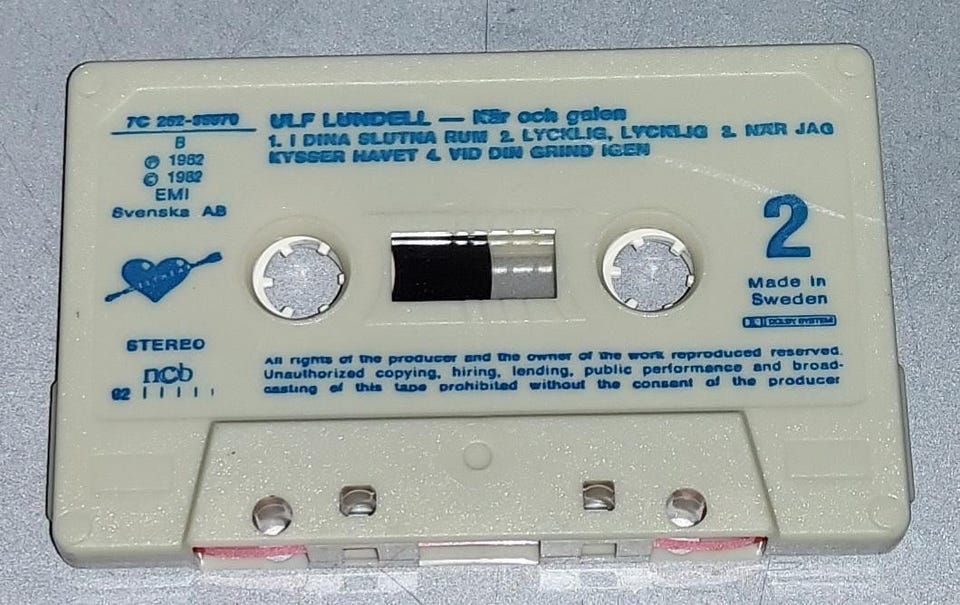 7C 262-35570
B
℗ 1982
© 1982
EMI
Svenska AB
ULF LUNDELL — Kär och galen
1. I DINA SLUTNA RUM 2. LYCKLIG, LYCKLIG 3. NÄR JAG
KYSSER HAVET 4. VID DIN GRIND IGEN
2
Made in
Sweden
DOLBY SYSTEM
STEREO
ncb
82
All rights of the producer and the owner of the work reproduced reserved.
Unauthorized copying, hiring, lending, public performance and broad-
casting of this tape prohibited without the consent of the producer